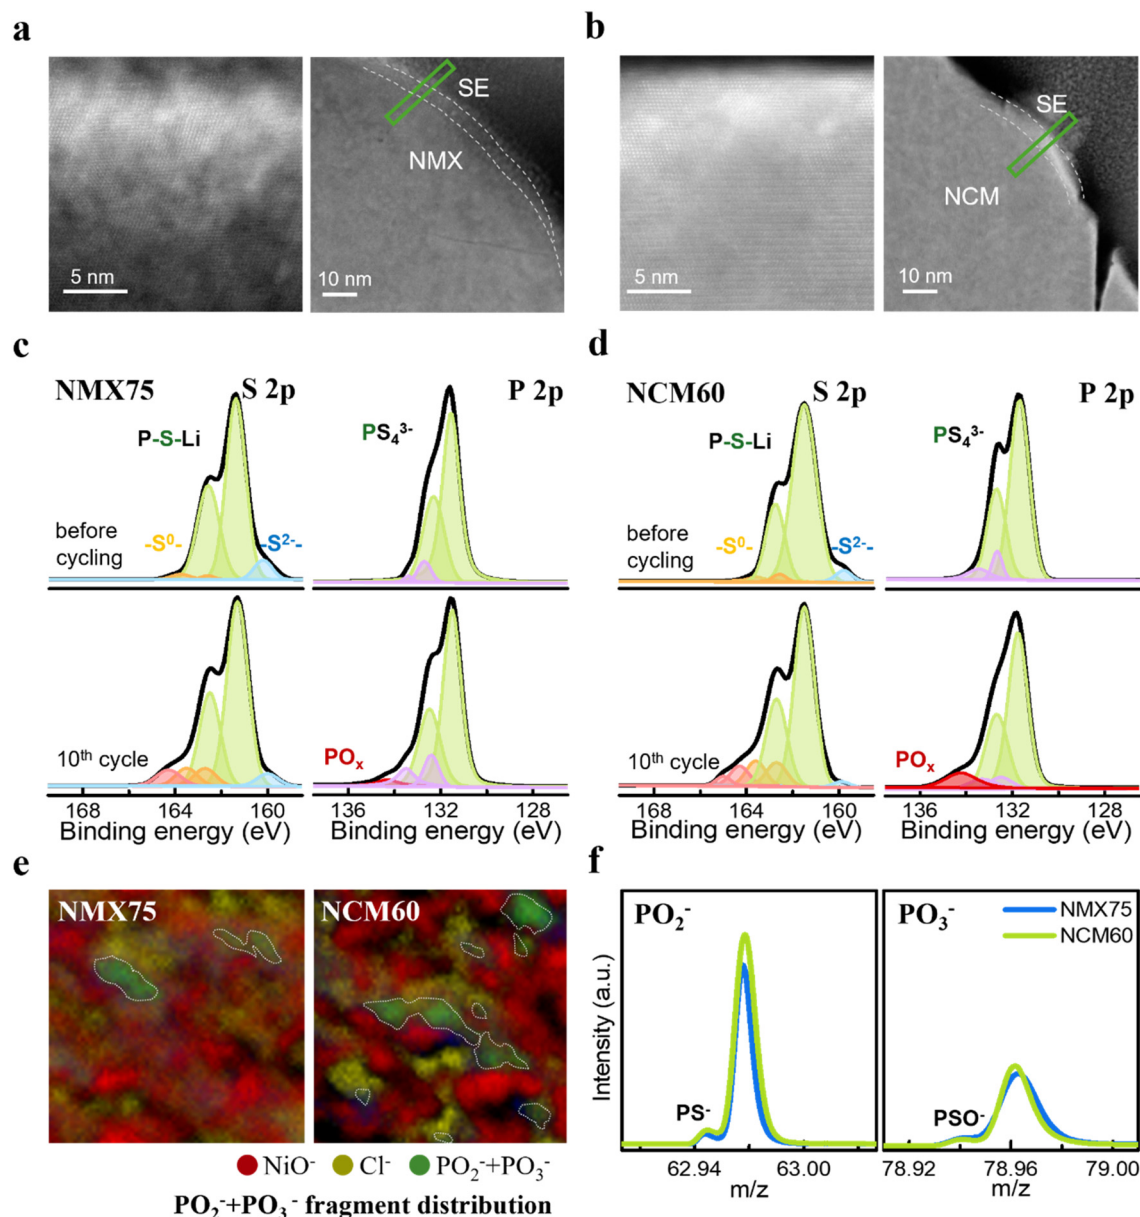 a
SE
NMX
5 nm
10 nm
b
SE
NCM
5 nm
10 nm
c
NMX75
S 2p
P 2p
P-S-Li
PS₄³⁻
before
cycling
-S⁰-
-S²⁻-
10ᵗʰ cycle
POₓ
168 164 160
136 132 128
Binding energy (eV)
Binding energy (eV)
d
NCM60
S 2p
P 2p
P-S-Li
PS₄³⁻
before
cycling
-S⁰-
-S²⁻-
10ᵗʰ cycle
POₓ
168 164 160
136 132 128
Binding energy (eV)
Binding energy (eV)
e
NMX75
NCM60
NiO⁻ Cl⁻ PO₂⁻+PO₃⁻
PO₂⁻+PO₃⁻ fragment distribution
f
Intensity (a.u.)
PO₂⁻
PS⁻
62.94 63.00
m/z
PO₃⁻
NMX75
NCM60
PSO⁻
78.92 78.96 79.00
m/z